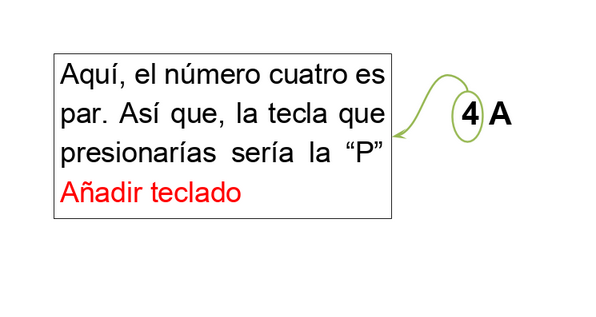 Aquí, el número cuatro es
par. Así que, la tecla que
presionarías sería la “P”
Añadir teclado
4 A